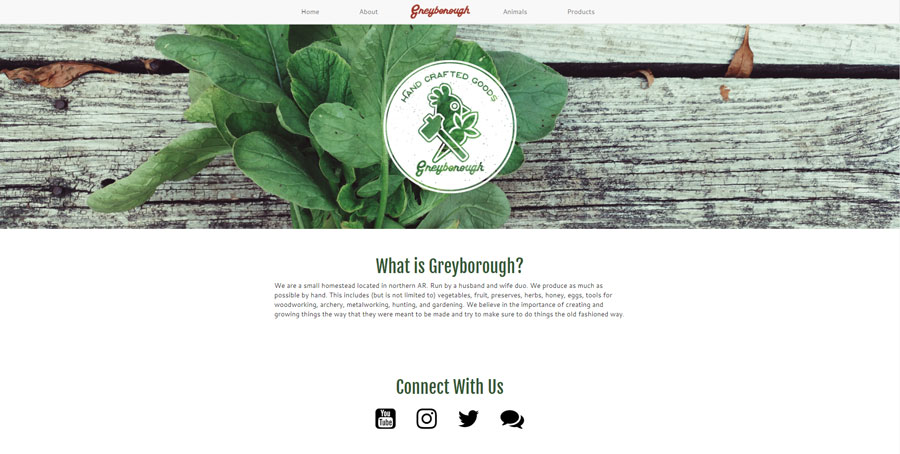 Home About Greyborough Animals Products
HAND CRAFTED GOODS
Greyborough
What is Greyborough?
We are a small homestead located in northern AR. Run by a husband and wife duo. We produce as much as
possible by hand. This includes (but is not limited to) vegetables, fruit, preserves, herbs, honey, eggs, tools for
woodworking, archery, metalworking, hunting, and gardening. We believe in the importance of creating and
growing things the way that they were meant to be made and try to make sure to do things the old fashioned way.
Connect With Us
You
Tube